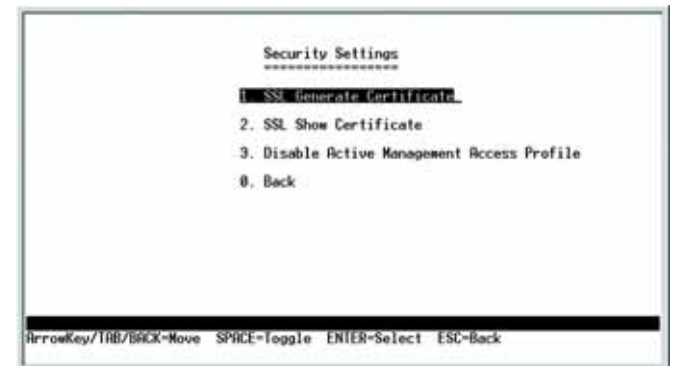 Security Settings
=================
1. SSL Generate Certificate
2. SSL Show Certificate
3. Disable Active Management Access Profile
0. Back
ArrowKey/TAB/BACK=Move SPACE=Toggle ENTER=Select ESC=Back